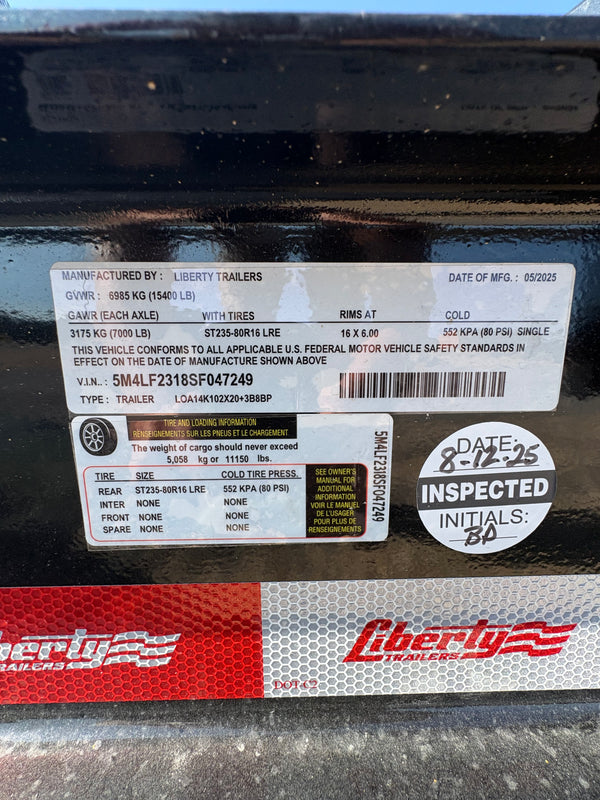 MANUFACTURED BY : LIBERTY TRAILERS DATE OF MFG. : 05/2025
GVWR : 6985 KG (15400 LB)
GAWR (EACH AXLE) WITH TIRES RIMS AT COLD
3175 KG (7000 LB) ST235-80R16 LRE 16 X 6.00 552 KPA (80 PSI) SINGLE
THIS VEHICLE CONFORMS TO ALL APPLICABLE U.S. FEDERAL MOTOR VEHICLE SAFETY STANDARDS IN
EFFECT ON THE DATE OF MANUFACTURE SHOWN ABOVE
V.I.N.. : 5M4LF2318SF047249
TYPE : TRAILER LOA14K102X20+3B8BP
TIRE AND LOADING INFORMATION
RENSEIGNEMENTS SUR LES PNEUS ET LE CHARGEMENT
The weight of cargo should never exceed
5,058 kg or 11150 lbs.
TIRE SIZE COLD TIRE PRESS.
REAR ST235-80R16 LRE 552 KPA (80 PSI)
INTER NONE NONE
FRONT NONE NONE
SPARE NONE NONE
SEE OWNER'S
MANUAL FOR
ADDITIONAL
INFORMATION
VOIR LE MANUEL
DE L'USAGER
POUR PLUS DE
RENSEIGNEMENTS
5M4LF2318SF047249
DATE:
8-12-25
INSPECTED
INITIALS:
BD
Liberty
TRAILERS
Liberty
TRAILERS
DOT-C2